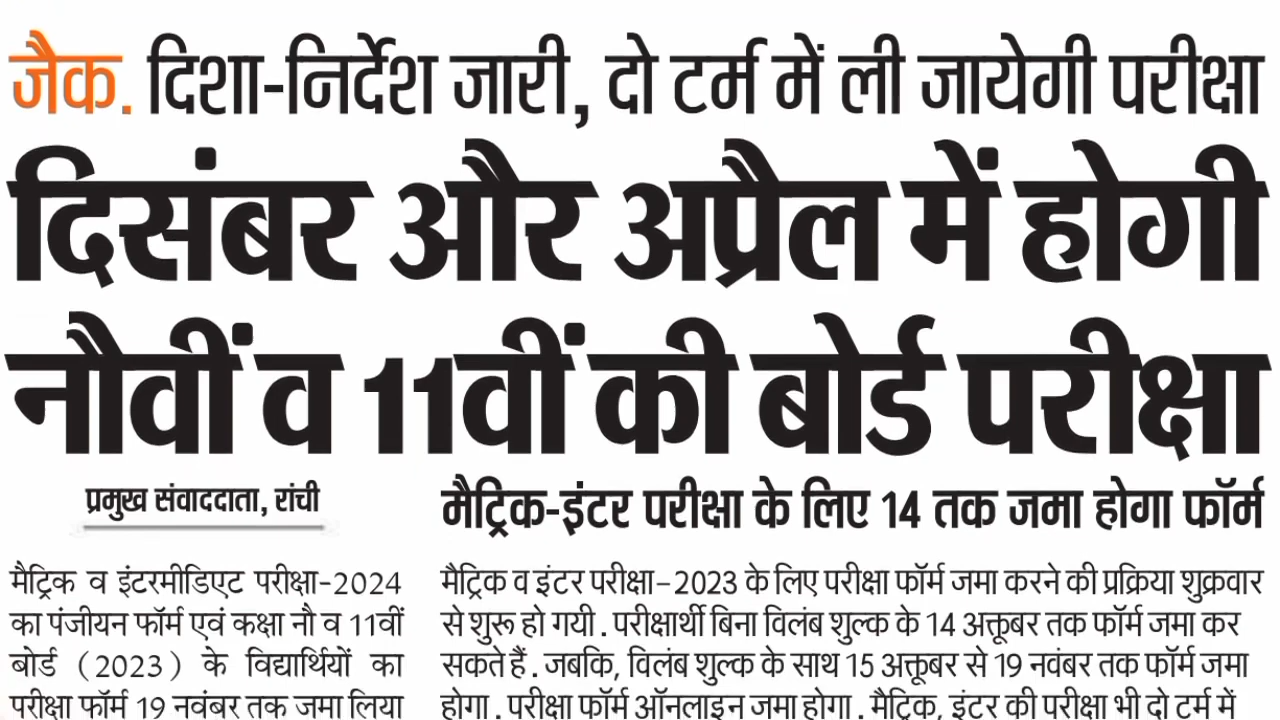 जैक. दिशा-निर्देश जारी, दो टर्म में ली जायेगी परीक्षा
दिसंबर और अप्रैल में होगी
नौवीं व 11वीं की बोर्ड परीक्षा
प्रमुख संवाददाता, रांची
मैट्रिक व इंटरमीडिएट परीक्षा-2024
का पंजीयन फॉर्म एवं कक्षा नौ व 11वीं
बोर्ड (2023) के विद्यार्थियों का
परीक्षा फॉर्म 19 नवंबर तक जमा लिया
मैट्रिक-इंटर परीक्षा के लिए 14 तक जमा होगा फॉर्म
मैट्रिक व इंटर परीक्षा-2023 के लिए परीक्षा फॉर्म जमा करने की प्रक्रिया शुक्रवार
से शुरू हो गयी. परीक्षार्थी बिना विलंब शुल्क के 14 अक्तूबर तक फॉर्म जमा कर
सकते हैं. जबकि, विलंब शुल्क के साथ 15 अक्तूबर से 19 नवंबर तक फॉर्म जमा
होगा. परीक्षा फॉर्म ऑनलाइन जमा होगा. मैट्रिक, इंटर की परीक्षा भी दो टर्म में